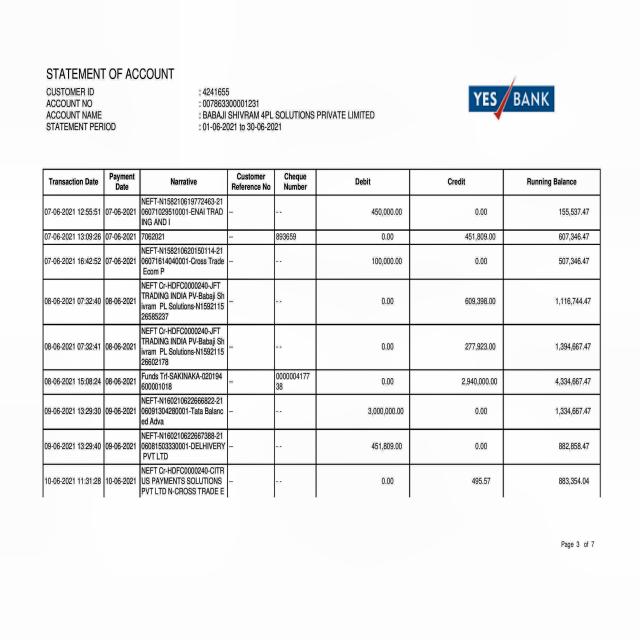 STATEMENT OF ACCOUNT
YES BANK
CUSTOMER ID : 4241655
ACCOUNT NO : 007863300001231
ACCOUNT NAME : BABAJI SHIVRAM 4PL SOLUTIONS PRIVATE LIMITED
STATEMENT PERIOD : 01-06-2021 to 30-06-2021
Transaction Date Payment Date Narrative Customer Reference No Cheque Number Debit Credit Running Balance
07-06-2021 12:55:51 07-06-2021 NEFT-N158210619772463-21 -- - - 450,000.00 0.00 155,537.47
06071029510001-ENAI TRAD
ING AND I
07-06-2021 13:09:26 07-06-2021 7062021 -- 893659 0.00 451,809.00 607,346.47
07-06-2021 16:42:52 07-06-2021 NEFT-N158210620150114-21 -- - - 100,000.00 0.00 507,346.47
06071614040001-Cross Trade
Ecom P
08-06-2021 07:32:40 08-06-2021 NEFT Cr-HDFC0000240-JFT -- - - 0.00 609,398.00 1,116,744.47
TRADING INDIA PV-Babaji Sh
ivram PL Solutions-N1592115
26585237
08-06-2021 07:32:41 08-06-2021 NEFT Cr-HDFC0000240-JFT -- - - 0.00 277,923.00 1,394,667.47
TRADING INDIA PV-Babaji Sh
ivram PL Solutions-N1592115
26602178
08-06-2021 15:08:24 08-06-2021 Funds Trf-SAKINAKA-020194 -- 0000004177 0.00 2,940,000.00 4,334,667.47
600001018 38
09-06-2021 13:29:30 09-06-2021 NEFT-N160210622666822-21 -- - - 3,000,000.00 0.00 1,334,667.47
06091304280001-Tata Balanc
ed Adva
09-06-2021 13:29:40 09-06-2021 NEFT-N160210622667388-21 -- - - 451,809.00 0.00 882,858.47
06081503330001-DELHIVERY
PVT LTD
10-06-2021 11:31:28 10-06-2021 NEFT Cr-HDFC0000240-CITR -- - - 0.00 495.57 883,354.04
US PAYMENTS SOLUTIONS
PVT LTD N-CROSS TRADE E
Page 3 of 7